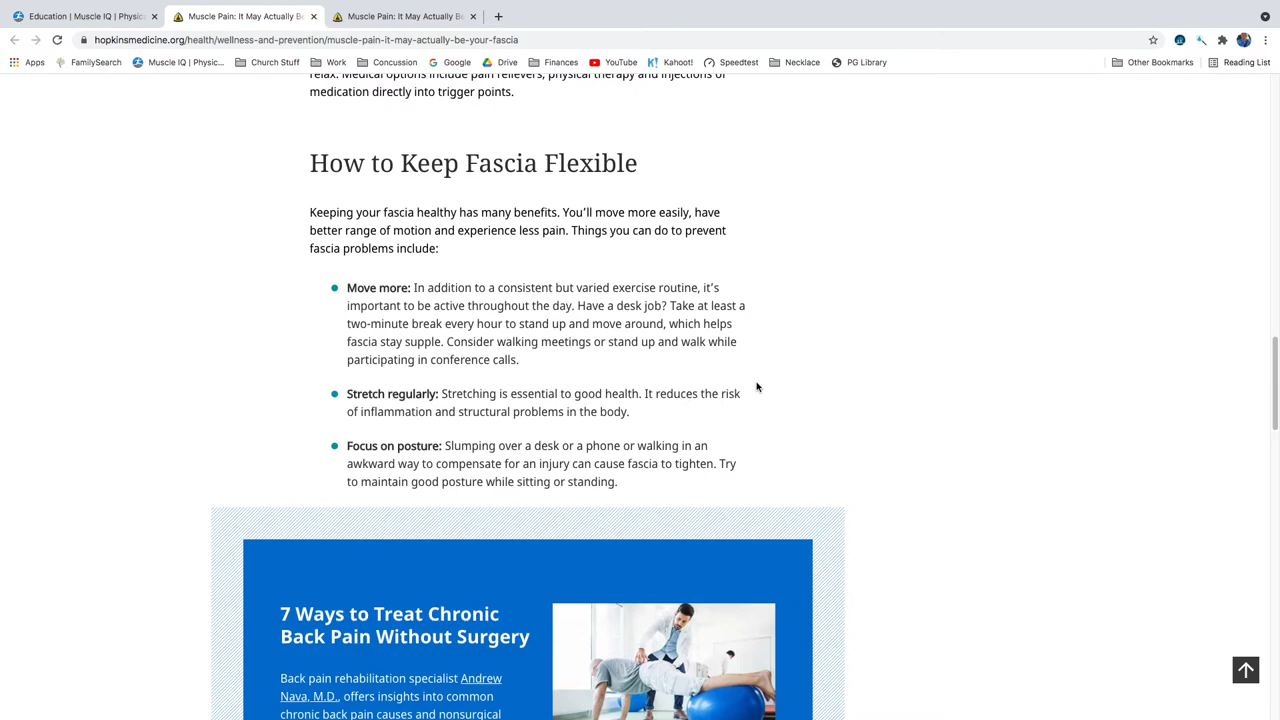 Education | Muscle IQ | Physic
Muscle Pain: It May Actually Be
Muscle Pain: It May Actually Be
hopkinsmedicine.org/health/wellness-and-prevention/muscle-pain-it-may-actually-be-your-fascia
Apps FamilySearch Muscle IQ | Physic... Church Stuff Work Concussion Google Drive Finances YouTube Kahoot! Speedtest Necklace PG Library Other Bookmarks Reading List
relax. Medical options include pain relievers, physical therapy and injections of
medication directly into trigger points.
How to Keep Fascia Flexible
Keeping your fascia healthy has many benefits. You’ll move more easily, have
better range of motion and experience less pain. Things you can do to prevent
fascia problems include:
Move more: In addition to a consistent but varied exercise routine, it’s
important to be active throughout the day. Have a desk job? Take at least a
two-minute break every hour to stand up and move around, which helps
fascia stay supple. Consider walking meetings or stand up and walk while
participating in conference calls.
Stretch regularly: Stretching is essential to good health. It reduces the risk
of inflammation and structural problems in the body.
Focus on posture: Slumping over a desk or a phone or walking in an
awkward way to compensate for an injury can cause fascia to tighten. Try
to maintain good posture while sitting or standing.
7 Ways to Treat Chronic
Back Pain Without Surgery
Back pain rehabilitation specialist Andrew
Nava, M.D., offers insights into common
chronic back pain causes and nonsurgical